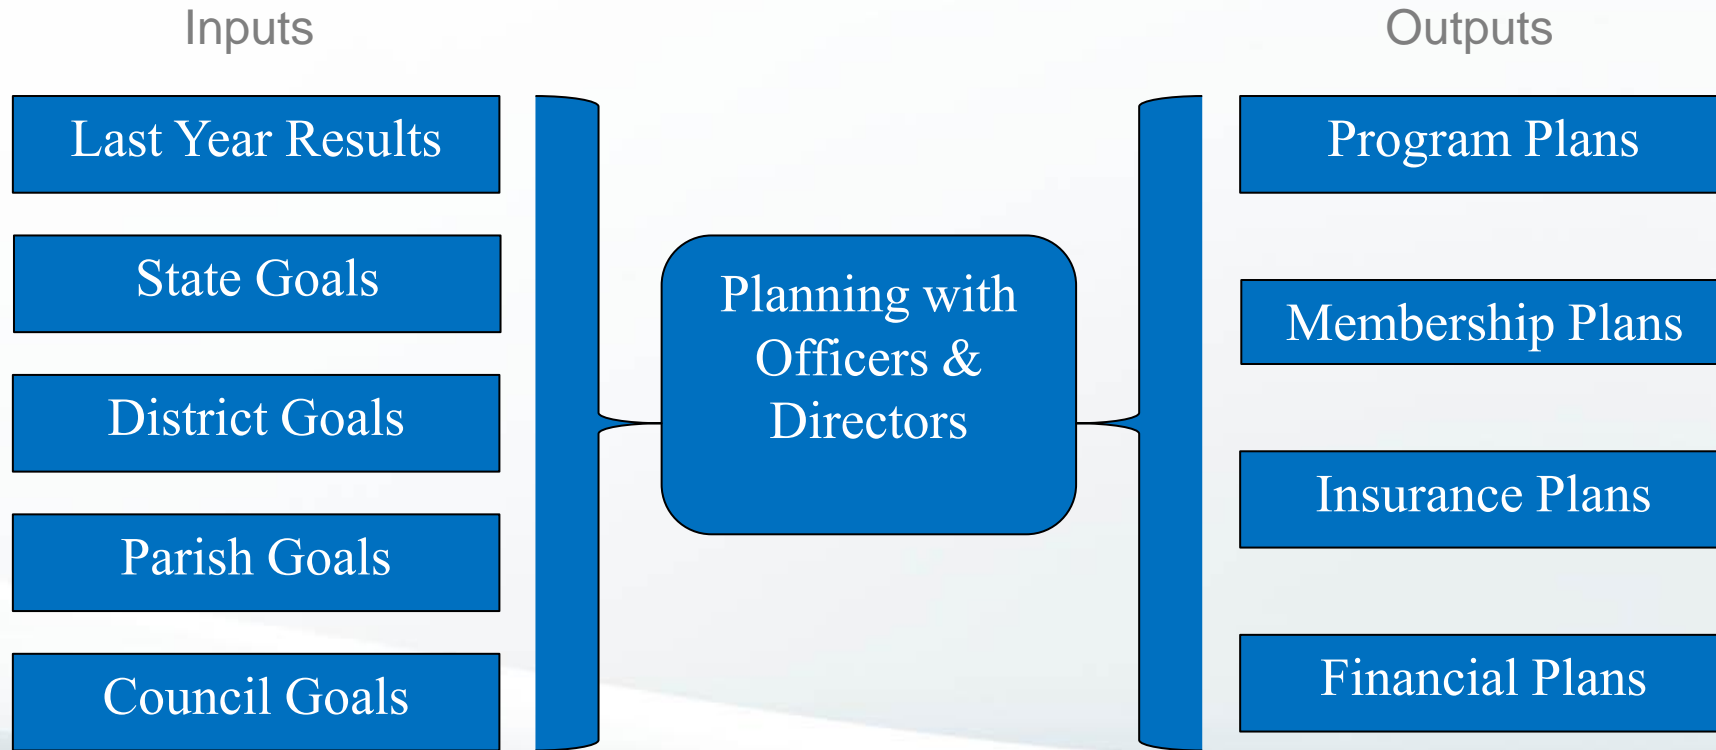 Inputs
Outputs
Last Year Results
State Goals
District Goals
Parish Goals
Council Goals
Planning with
Officers &
Directors
Program Plans
Membership Plans
Insurance Plans
Financial Plans